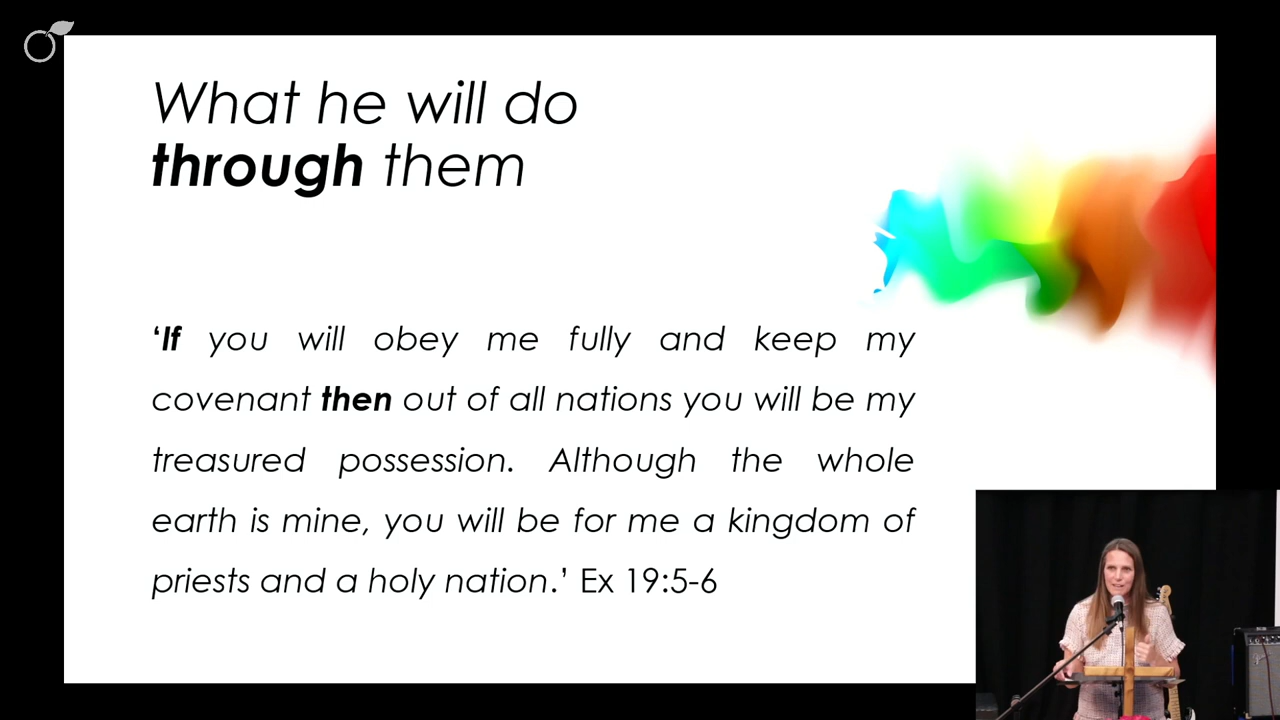 What he will do
through them
‘If you will obey me fully and keep my
covenant then out of all nations you will be my
treasured possession. Although the whole
earth is mine, you will be for me a kingdom of
priests and a holy nation.’ Ex 19:5-6